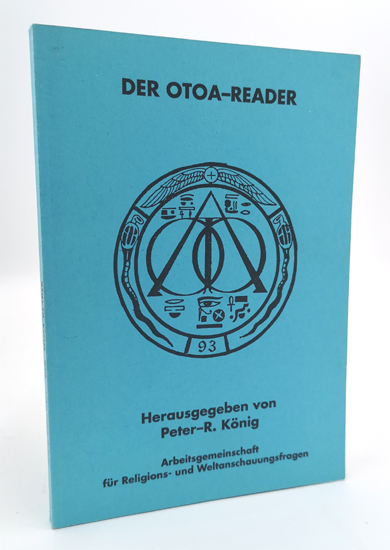 DER OTOA–READER
93
Herausgegeben von
Peter–R. König
Arbeitsgemeinschaft
für Religions- und Weltanschauungsfragen